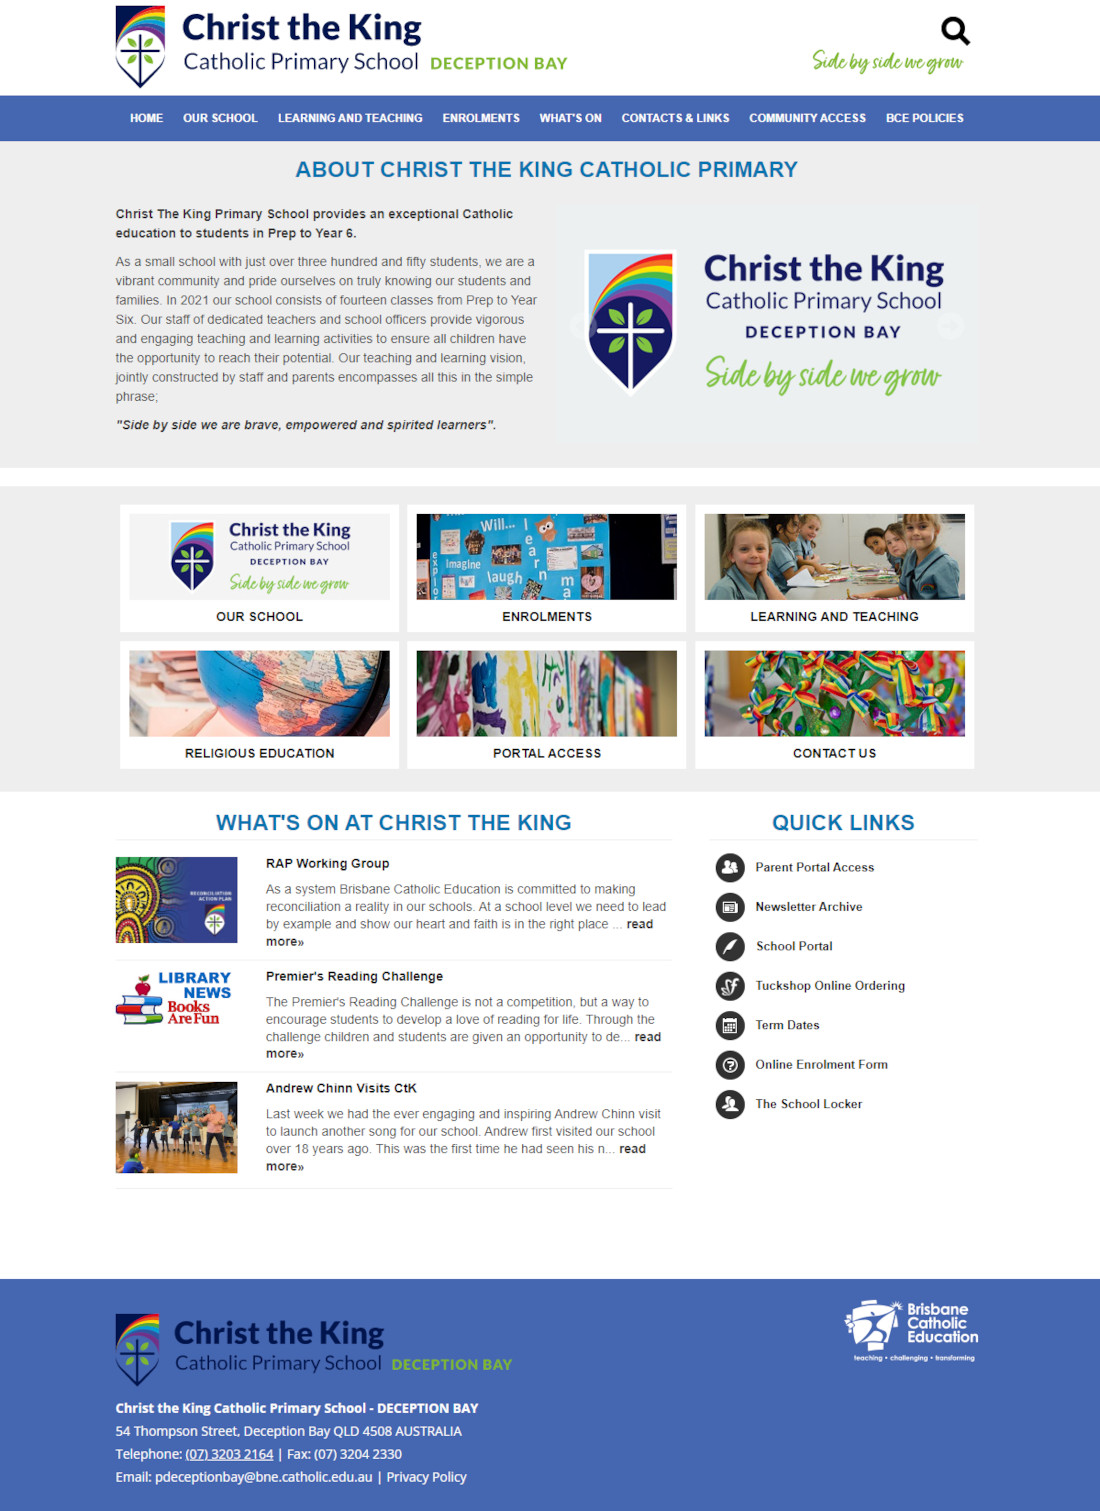 Christ the King
Catholic Primary School DECEPTION BAY
Side by side we grow
HOME OUR SCHOOL LEARNING AND TEACHING ENROLMENTS WHAT'S ON CONTACTS & LINKS COMMUNITY ACCESS BCE POLICIES
ABOUT CHRIST THE KING CATHOLIC PRIMARY
Christ The King Primary School provides an exceptional Catholic
education to students in Prep to Year 6.
As a small school with just over three hundred and fifty students, we are a
vibrant community and pride ourselves on truly knowing our students and
families. In 2021 our school consists of fourteen classes from Prep to Year
Six. Our staff of dedicated teachers and school officers provide vigorous
and engaging teaching and learning activities to ensure all children have
the opportunity to reach their potential. Our teaching and learning vision,
jointly constructed by staff and parents encompasses all this in the simple
phrase;
"Side by side we are brave, empowered and spirited learners".
Christ the King
Catholic Primary School
DECEPTION BAY
Side by side we grow
Christ the King
Catholic Primary School
DECEPTION BAY
Side by side we grow
OUR SCHOOL
Will... I
learn
explor
Imagine
laugh
ma
ENROLMENTS
LEARNING AND TEACHING
RELIGIOUS EDUCATION
PORTAL ACCESS
CONTACT US
WHAT'S ON AT CHRIST THE KING
RECONCILIATION
ACTION PLAN
RAP Working Group
As a system Brisbane Catholic Education is committed to making
reconciliation a reality in our schools. At a school level we need to lead
by example and show our heart and faith is in the right place ... read
more»
LIBRARY
NEWS
Books
Are Fun
Premier's Reading Challenge
The Premier's Reading Challenge is not a competition, but a way to
encourage students to develop a love of reading for life. Through the
challenge children and students are given an opportunity to de... read
more»
Andrew Chinn Visits CtK
Last week we had the ever engaging and inspiring Andrew Chinn visit
to launch another song for our school. Andrew first visited our school
over 18 years ago. This was the first time he had seen his n... read
more»
QUICK LINKS
Parent Portal Access
Newsletter Archive
School Portal
Tuckshop Online Ordering
Term Dates
Online Enrolment Form
The School Locker
Christ the King
Catholic Primary School DECEPTION BAY
Brisbane
Catholic
Education
teaching • challenging • transforming
Christ the King Catholic Primary School - DECEPTION BAY
54 Thompson Street, Deception Bay QLD 4508 AUSTRALIA
Telephone: (07) 3203 2164 | Fax: (07) 3204 2330
Email: pdeceptionbay@bne.catholic.edu.au | Privacy Policy